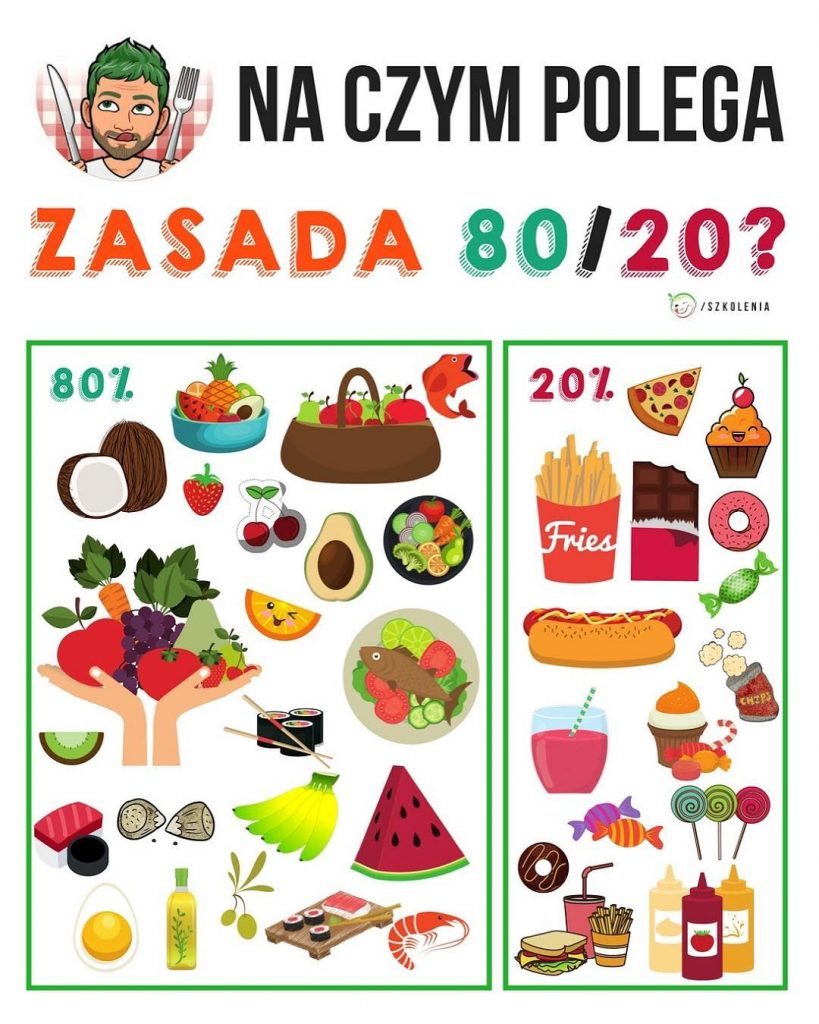 NA CZYM POLEGA
ZASADA 80/20?
/SZKOLENIA
80%
20%
Fries
CHIPS